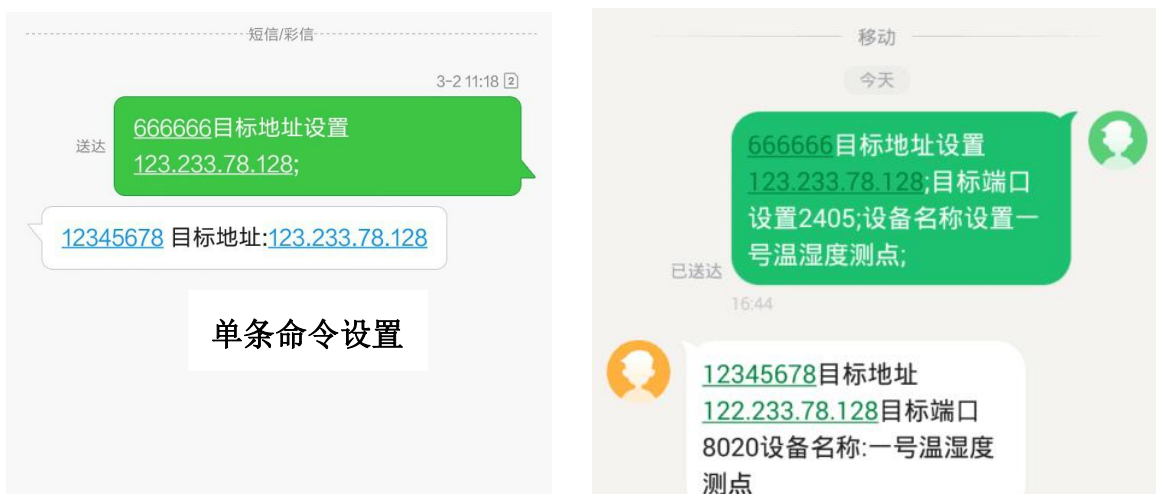 短信/彩信
3-2 11:18 2
666666目标地址设置
123.233.78.128;
送达
12345678 目标地址:123.233.78.128
单条命令设置
移动
今天
666666目标地址设置
123.233.78.128;目标端口
设置2405;设备名称设置一
号温湿度测点;
已送达
16:44
12345678目标地址
122.233.78.128目标端口
8020设备名称:一号温湿度
测点